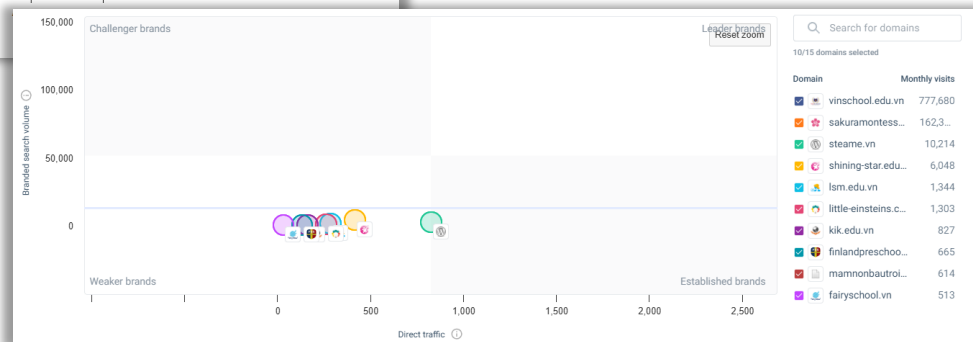 150,000
Challenger brands
Leader brands
Reset zoom
100,000
50,000
0
Branded search volume
Weaker brands
Established brands
0
500
1,000
1,500
2,000
2,500
Direct traffic
Search for domains
10/15 domains selected
Domain Monthly visits
vinschool.edu.vn 777,680
sakuramontess... 162,3...
steame.vn 10,214
shining-star.edu... 6,048
lsm.edu.vn 1,344
little-einsteins.c... 1,303
kik.edu.vn 827
finlandpreschoo... 665
mamnonbautroi... 614
fairyschool.vn 513